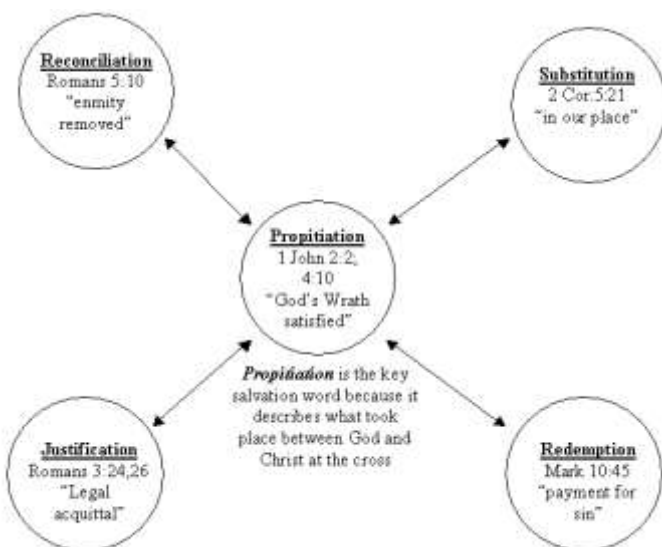 Reconciliation
Romans 5:10
"enmity
removed"
Substitution
2 Cor.5:21
"in our place"
Propitiation
1 John 2:2;
4:10
"God's Wrath
satisfied"
Propitiation is the key
salvation word because it
describes what took
place between God and
Christ at the cross
Justification
Romans 3:24,26
"Legal
acquittal"
Redemption
Mark 10:45
"payment for
sin"